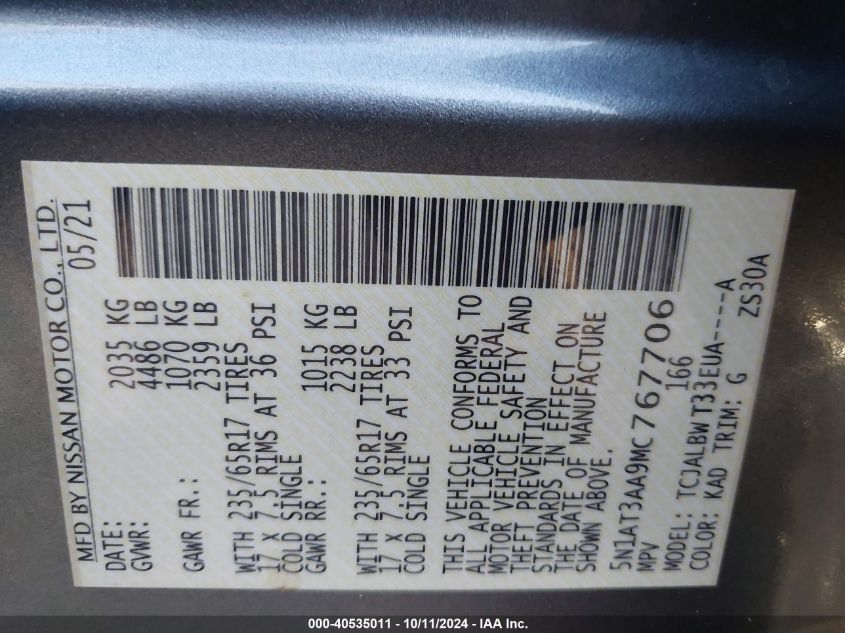 MFD BY NISSAN MOTOR CO., LTD.
DATE: 05/21
GVWR: 2035 KG
4486 LB
GAWR FR.: 1070 KG
2359 LB
WITH 235/65R17 TIRES
17 X 7.5 RIMS AT 36 PSI
COLD SINGLE
GAWR RR.: 1015 KG
2238 LB
WITH 235/65R17 TIRES
17 X 7.5 RIMS AT 33 PSI
COLD SINGLE
THIS VEHICLE CONFORMS TO
ALL APPLICABLE FEDERAL
MOTOR VEHICLE SAFETY AND
THEFT PREVENTION
STANDARDS IN EFFECT ON
THE DATE OF MANUFACTURE
SHOWN ABOVE.
5N1AT3AA9MC767706
MPV 166
MODEL: TCJALBW T33EUA----A
COLOR: KAD TRIM: G ZS30A
000-40535011 - 10/11/2024 - IAA Inc.